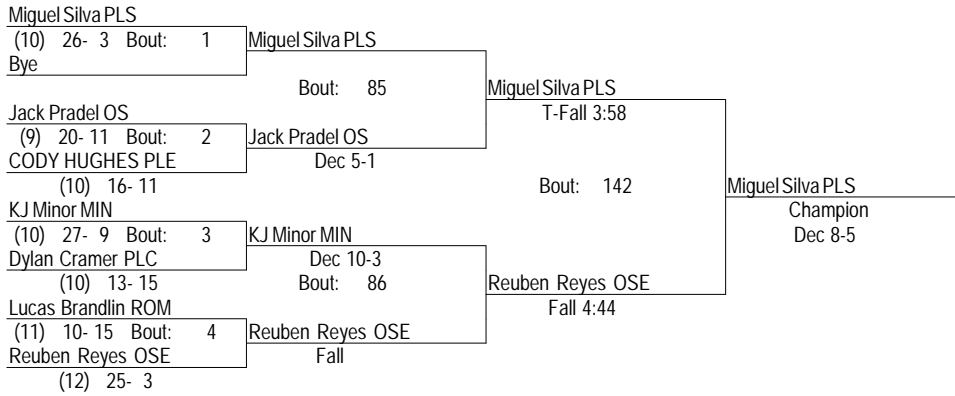 Miguel Silva PLS
(10) 26- 3 Bout: 1 Miguel Silva PLS
Bye
Bout: 85 Miguel Silva PLS
Jack Pradel OS T-Fall 3:58
(9) 20- 11 Bout: 2 Jack Pradel OS
CODY HUGHES PLE Dec 5-1
(10) 16- 11 Bout: 142 Miguel Silva PLS
KJ Minor MIN Champion
(10) 27- 9 Bout: 3 KJ Minor MIN Dec 8-5
Dylan Cramer PLC Dec 10-3
(10) 13- 15 Bout: 86 Reuben Reyes OSE
Lucas Brandlin ROM Fall 4:44
(11) 10- 15 Bout: 4 Reuben Reyes OSE
Reuben Reyes OSE Fall
(12) 25- 3